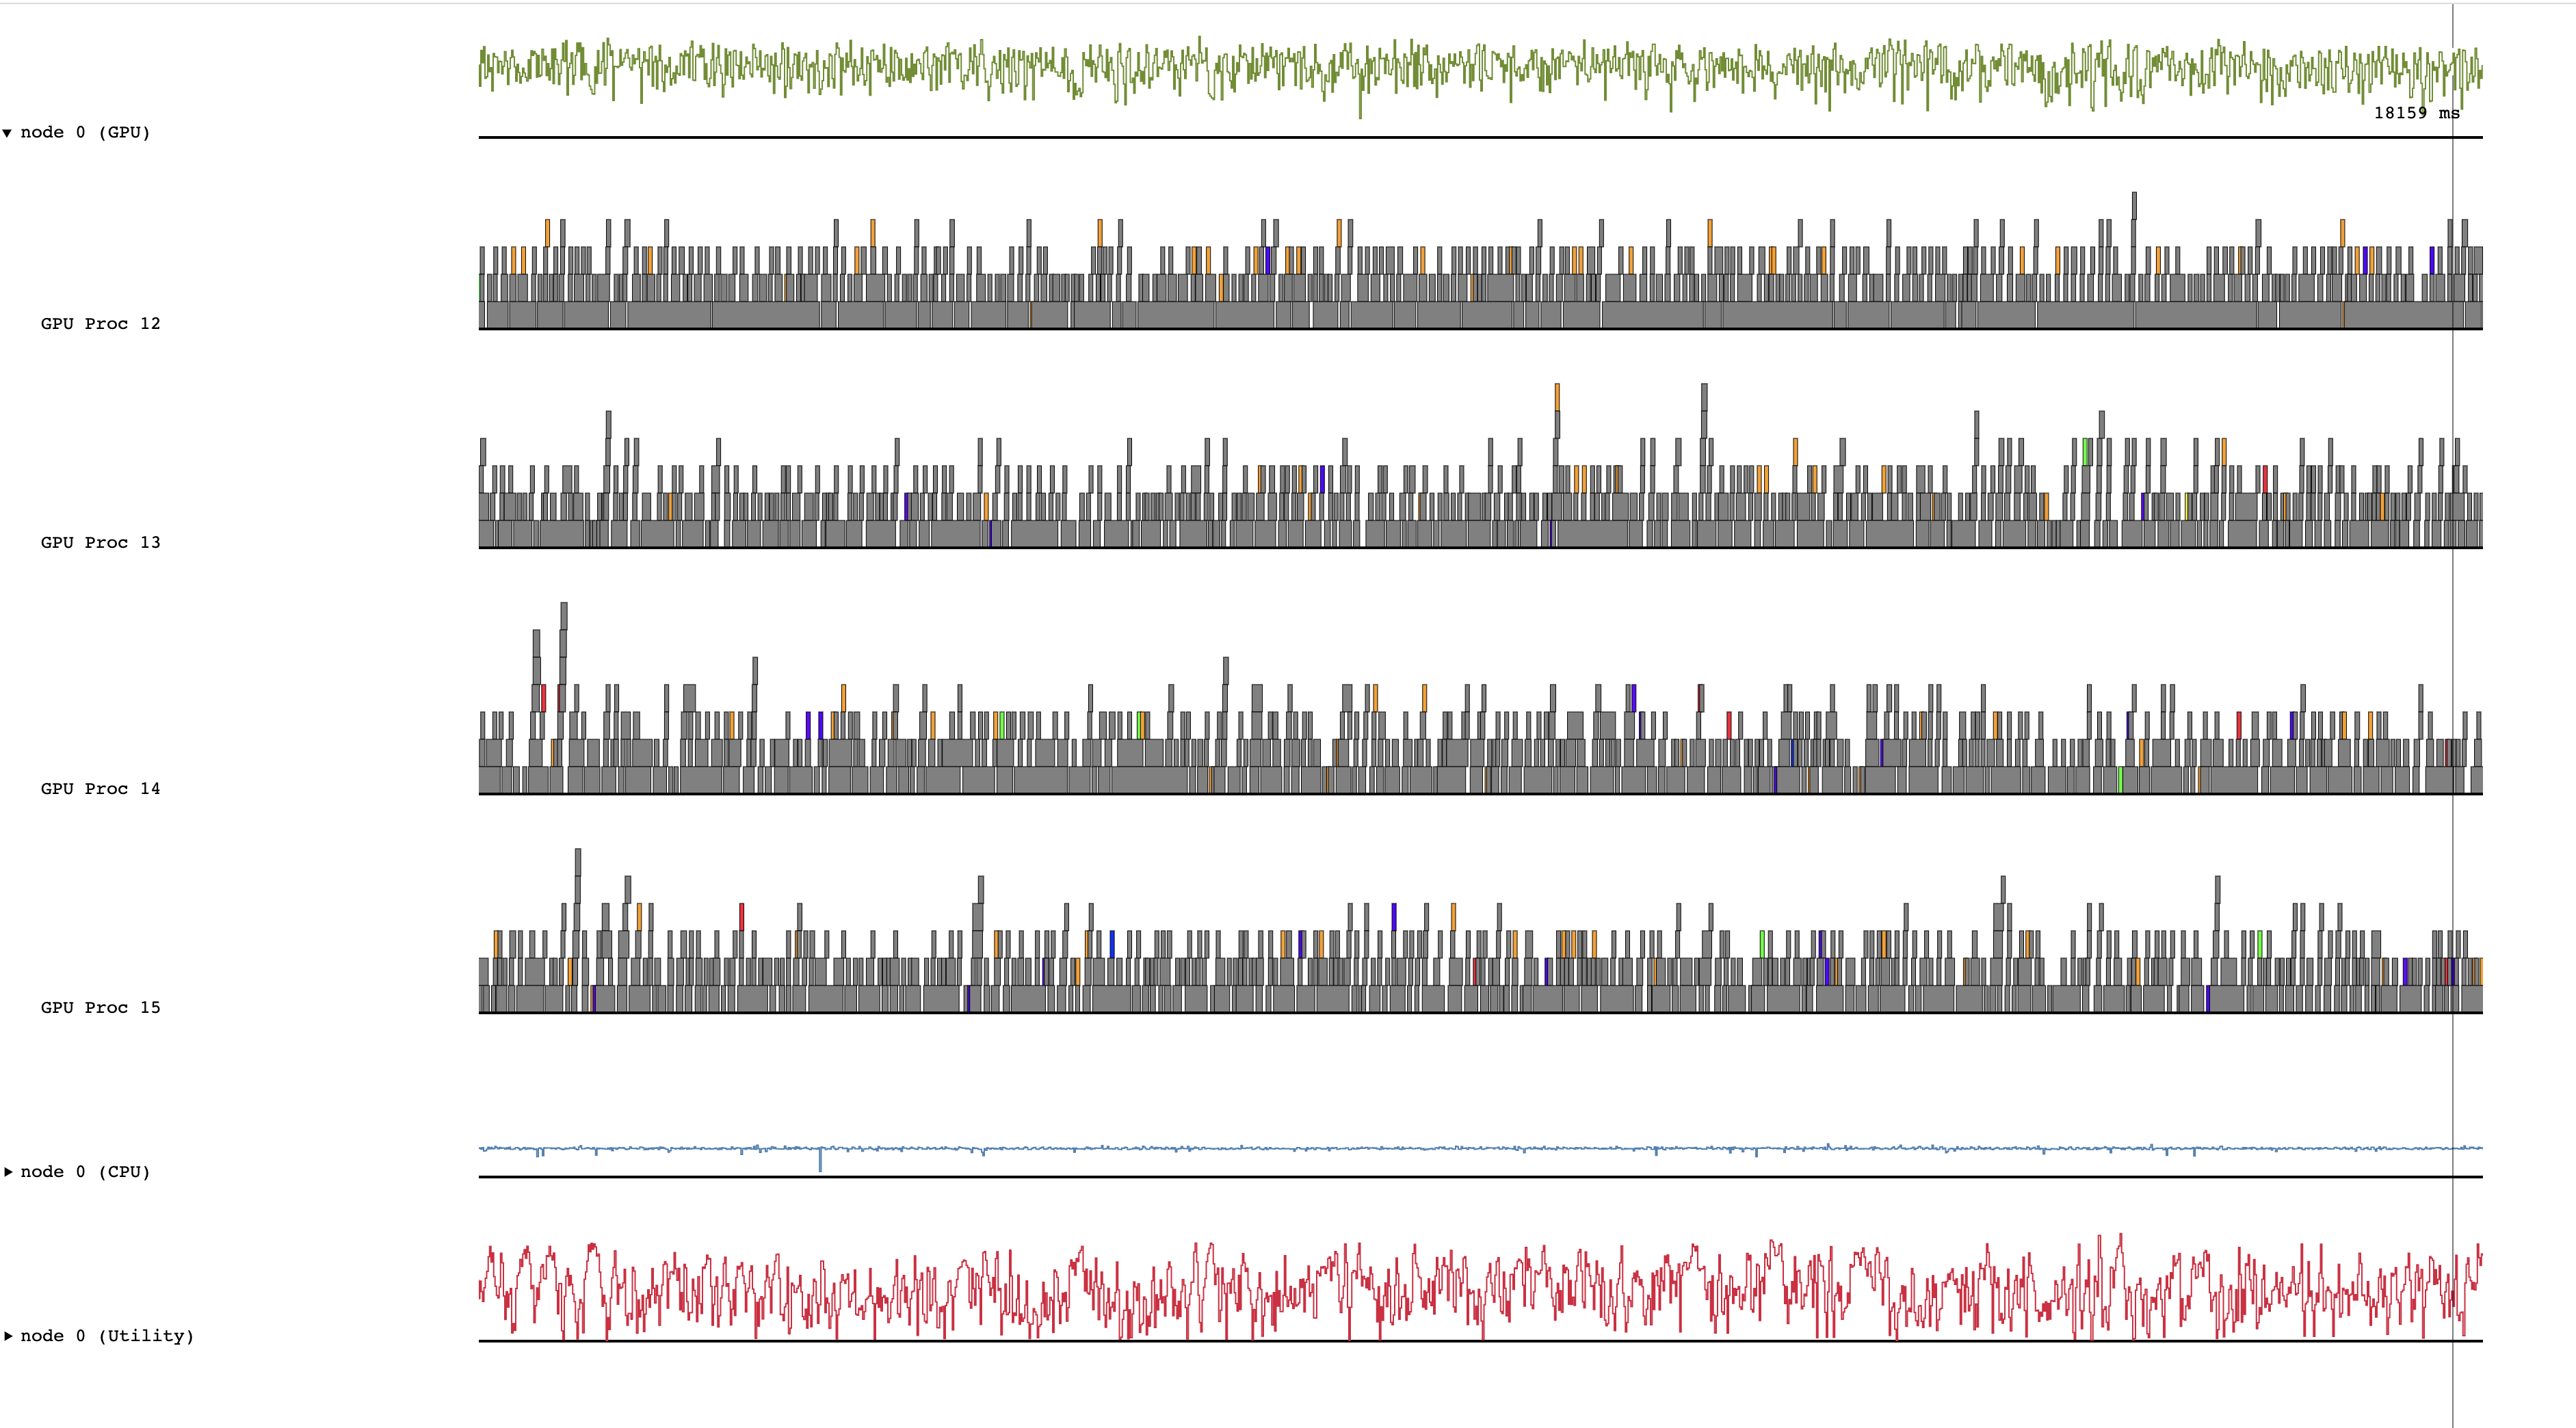 18159 ms
▼ node 0 (GPU)
GPU Proc 12
GPU Proc 13
GPU Proc 14
GPU Proc 15
▶ node 0 (CPU)
▶ node 0 (Utility)